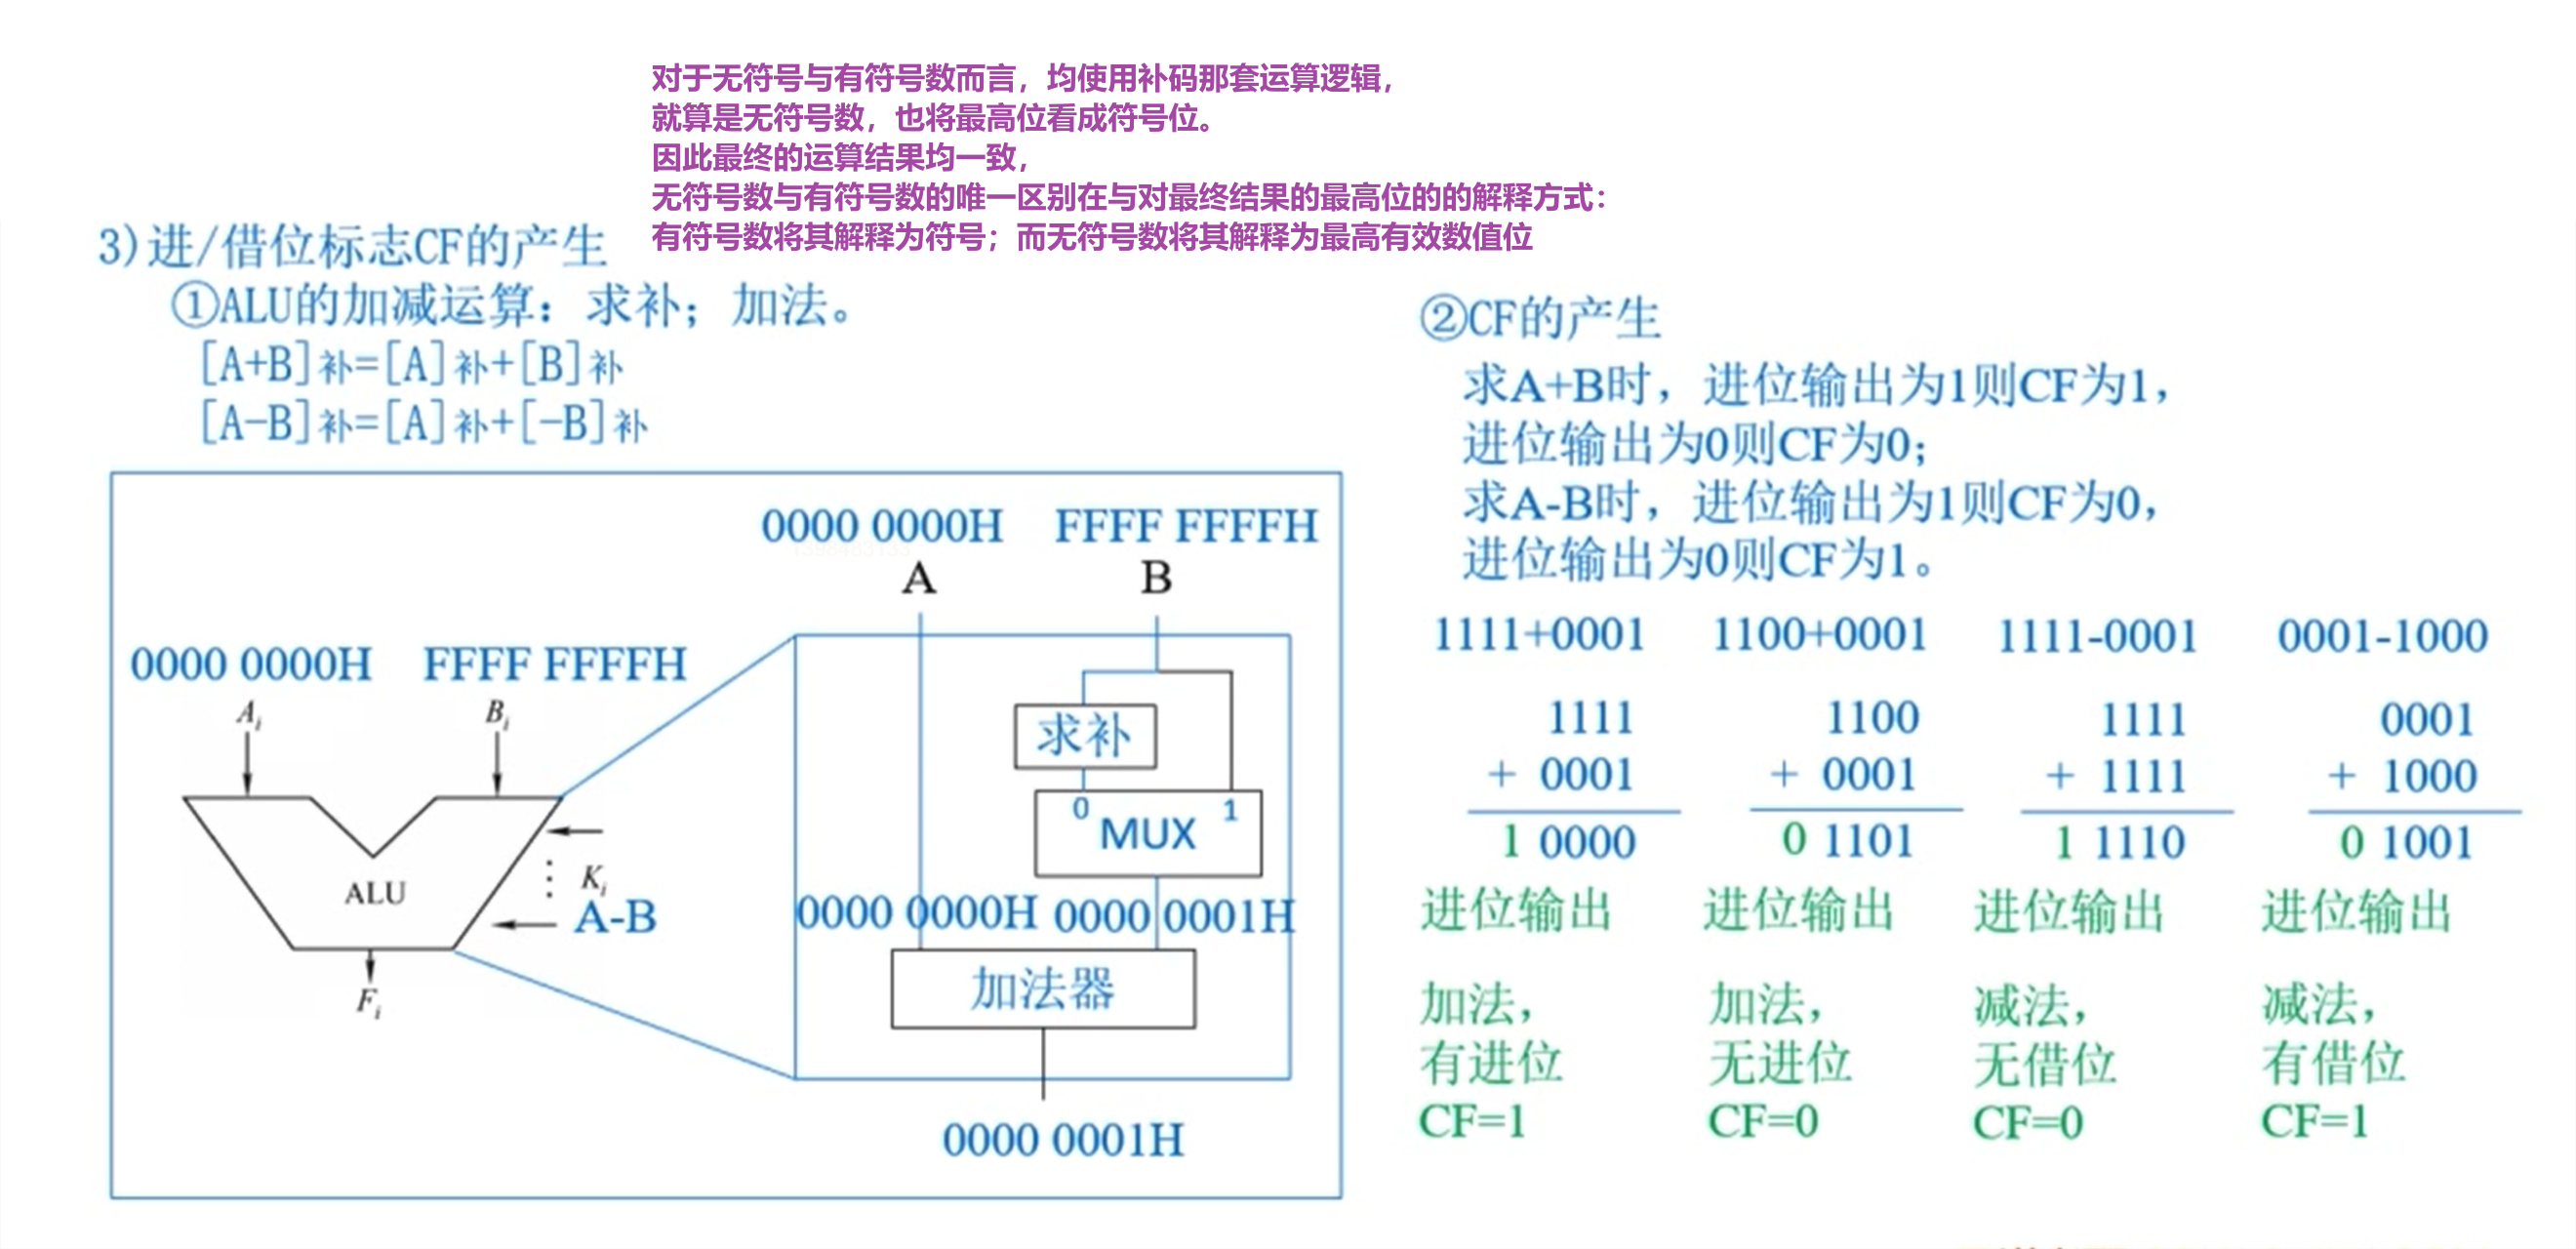 对于无符号与有符号数而言，均使用补码那套运算逻辑，
就算是无符号数，也将最高位看成符号位。
因此最终的运算结果均一致，
无符号数与有符号数的唯一区别在与对最终结果的最高位的的解释方式：
有符号数将其解释为符号；而无符号数将其解释为最高有效数值位
3)进/借位标志CF的产生
①ALU的加减运算：求补；加法。
[A+B]补=[A]补+[B]补
[A-B]补=[A]补+[-B]补
0000 0000H FFFF FFFFH
Ai Bi
ALU
Ki
A-B
Fi
0000 0000H FFFF FFFFH
1398483133
A B
求补
0 1
MUX
0000 0000H 0000 0001H
加法器
0000 0001H
②CF的产生
求A+B时，进位输出为1则CF为1，
进位输出为0则CF为0；
求A-B时，进位输出为1则CF为0，
进位输出为0则CF为1。
1111+0001 1100+0001 1111-0001 0001-1000
1111 1100 1111 0001
+ 0001 + 0001 + 1111 + 1000
1 0000 0 1101 1 1110 0 1001
进位输出 进位输出 进位输出 进位输出
加法， 加法， 减法， 减法，
有进位 无进位 无借位 有借位
CF=1 CF=0 CF=0 CF=1